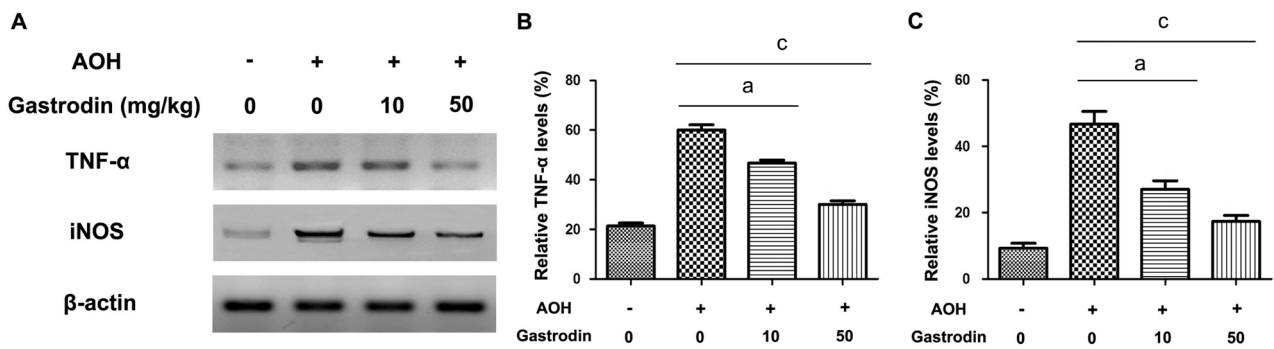 A
AOH - + + +
Gastrodin (mg/kg) 0 0 10 50
TNF-α
iNOS
β-actin
B
c
a
Relative TNF-α levels (%)
80
60
40
20
0
AOH - + + +
Gastrodin 0 0 10 50
C
c
a
Relative iNOS levels (%)
60
40
20
0
AOH - + + +
Gastrodin 0 0 10 50